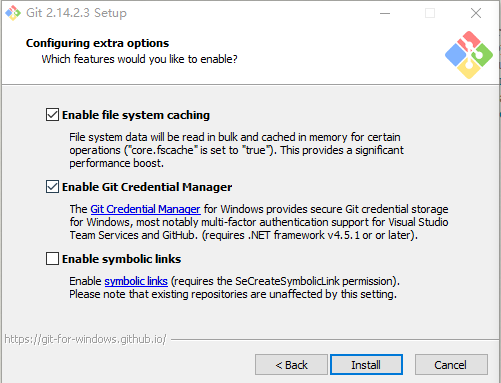 Git 2.14.2.3 Setup
Configuring extra options
Which features would you like to enable?
Enable file system caching
File system data will be read in bulk and cached in memory for certain
operations ("core.fscache" is set to "true"). This provides a significant
performance boost.
Enable Git Credential Manager
The Git Credential Manager for Windows provides secure Git credential storage
for Windows, most notably multi-factor authentication support for Visual Studio
Team Services and GitHub. (requires .NET framework v4.5.1 or or later).
Enable symbolic links
Enable symbolic links (requires the SeCreateSymbolicLink permission).
Please note that existing repositories are unaffected by this setting.
https://git-for-windows.github.io/
< Back
Install
Cancel